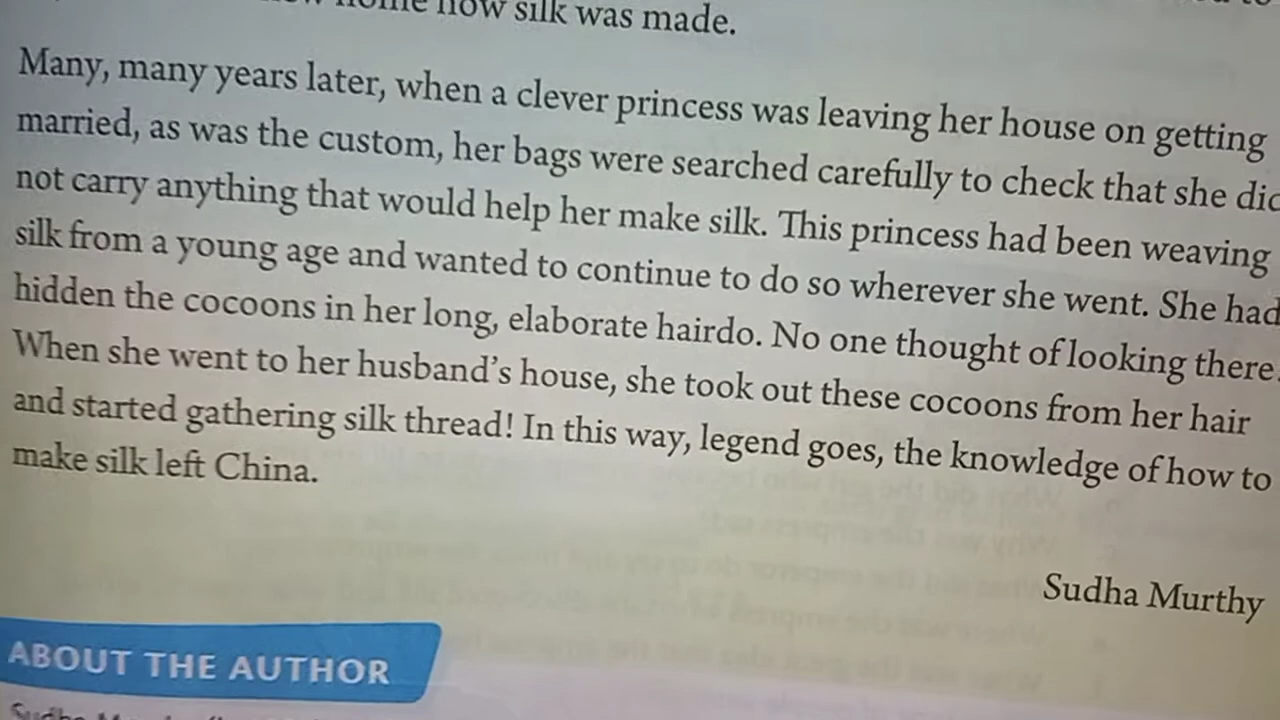 how silk was made.
Many, many years later, when a clever princess was leaving her house on getting
married, as was the custom, her bags were searched carefully to check that she did
not carry anything that would help her make silk. This princess had been weaving
silk from a young age and wanted to continue to do so wherever she went. She had
hidden the cocoons in her long, elaborate hairdo. No one thought of looking there.
When she went to her husband's house, she took out these cocoons from her hair
and started gathering silk thread! In this way, legend goes, the knowledge of how to
make silk left China.
Sudha Murthy
ABOUT THE AUTHOR
Sudha